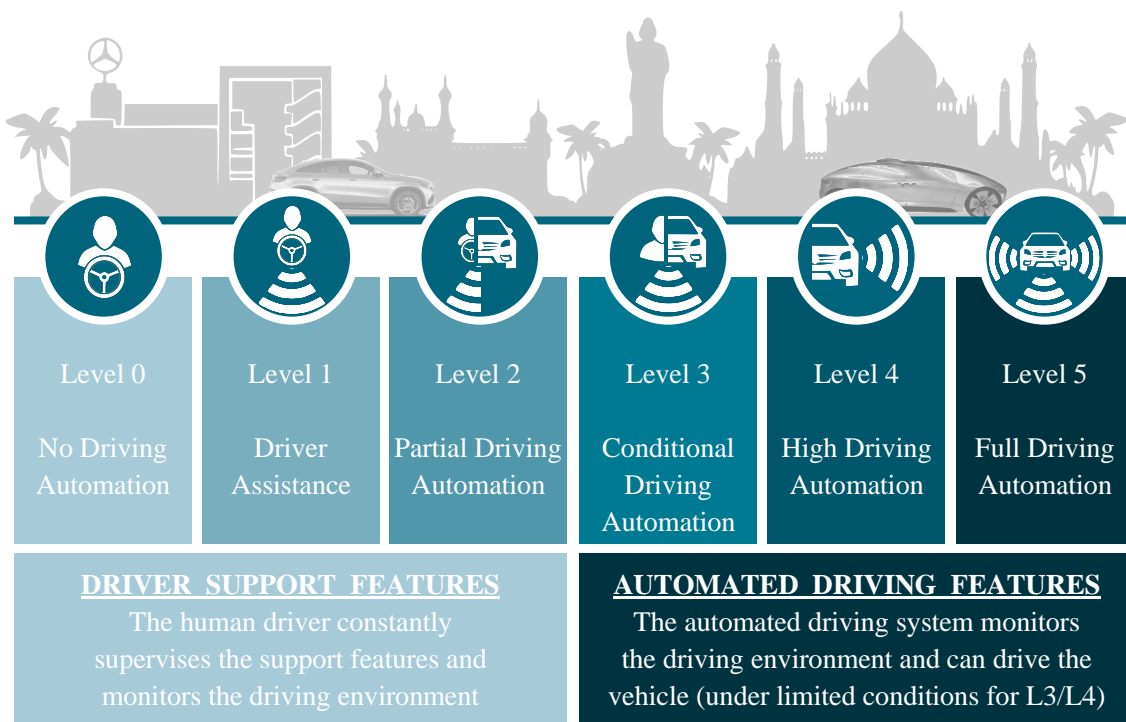 Level 0
No Driving
Automation
Level 1
Driver
Assistance
Level 2
Partial Driving
Automation
Level 3
Conditional
Driving
Automation
Level 4
High Driving
Automation
Level 5
Full Driving
Automation
DRIVER SUPPORT FEATURES
The human driver constantly
supervises the support features and
monitors the driving environment
AUTOMATED DRIVING FEATURES
The automated driving system monitors
the driving environment and can drive the
vehicle (under limited conditions for L3/L4)